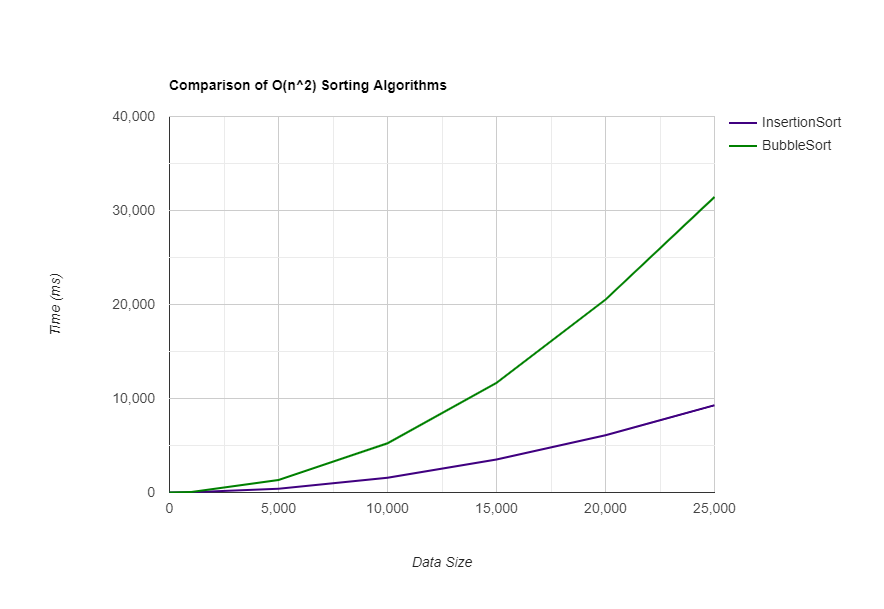 Comparison of O(n^2) Sorting Algorithms
40,000
30,000
20,000
10,000
0
Time (ms)
0 5,000 10,000 15,000 20,000 25,000
Data Size
InsertionSort
BubbleSort